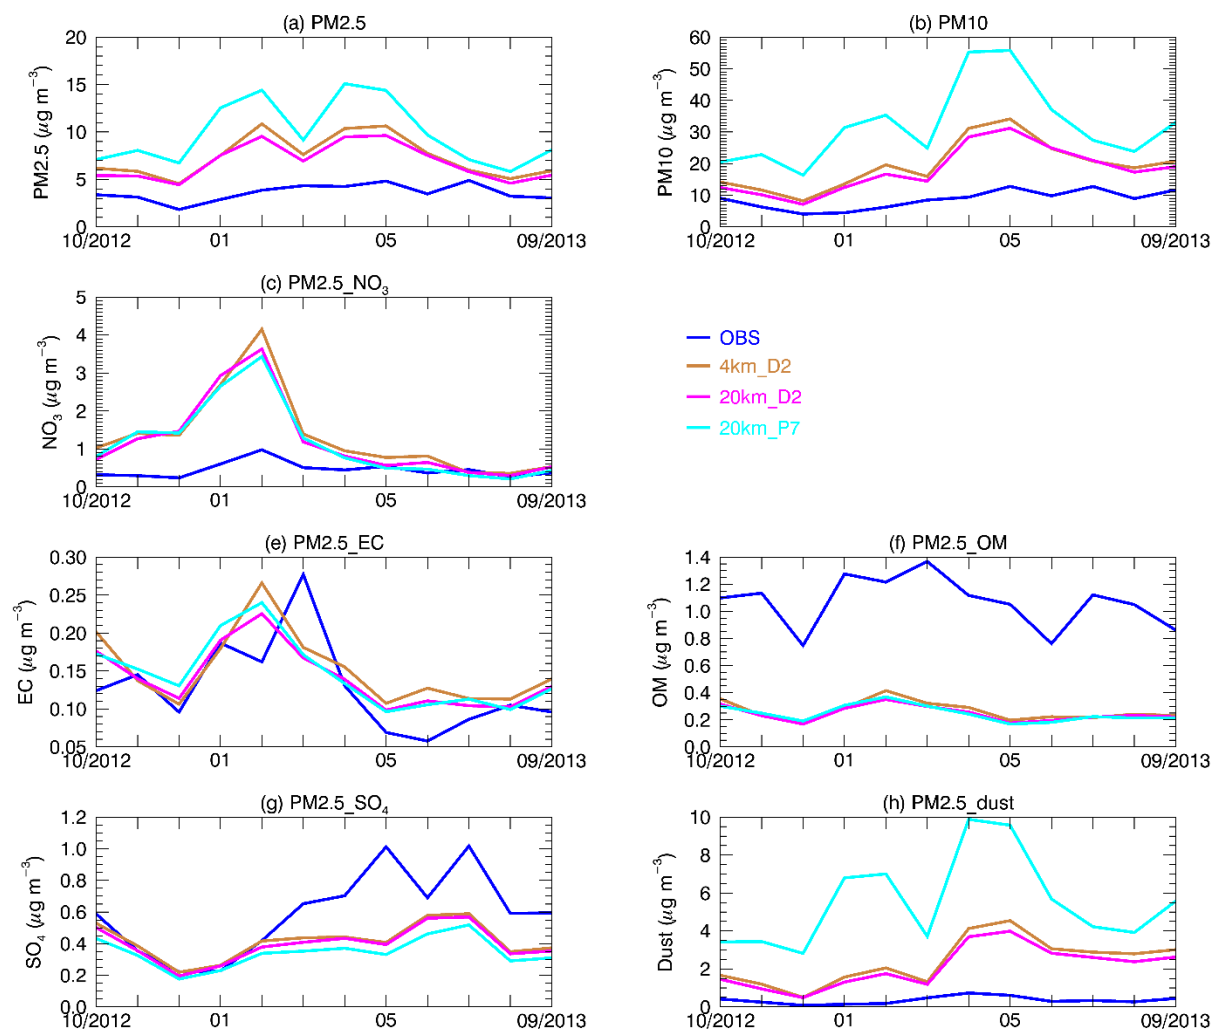 (a) PM2.5
PM2.5 (μg m⁻³)
20
15
10
5
0
10/2012 01 05 09/2013
(b) PM10
PM10 (μg m⁻³)
60
50
40
30
20
10
0
10/2012 01 05 09/2013
(c) PM2.5_NO₃
NO₃ (μg m⁻³)
5
4
3
2
1
0
10/2012 01 05 09/2013
OBS
4km_D2
20km_D2
20km_P7
(e) PM2.5_EC
EC (μg m⁻³)
0.30
0.25
0.20
0.15
0.10
0.05
10/2012 01 05 09/2013
(f) PM2.5_OM
OM (μg m⁻³)
1.4
1.2
1.0
0.8
0.6
0.4
0.2
0.0
10/2012 01 05 09/2013
(g) PM2.5_SO₄
SO₄ (μg m⁻³)
1.2
1.0
0.8
0.6
0.4
0.2
0.0
10/2012 01 05 09/2013
(h) PM2.5_dust
Dust (μg m⁻³)
10
8
6
4
2
0
10/2012 01 05 09/2013